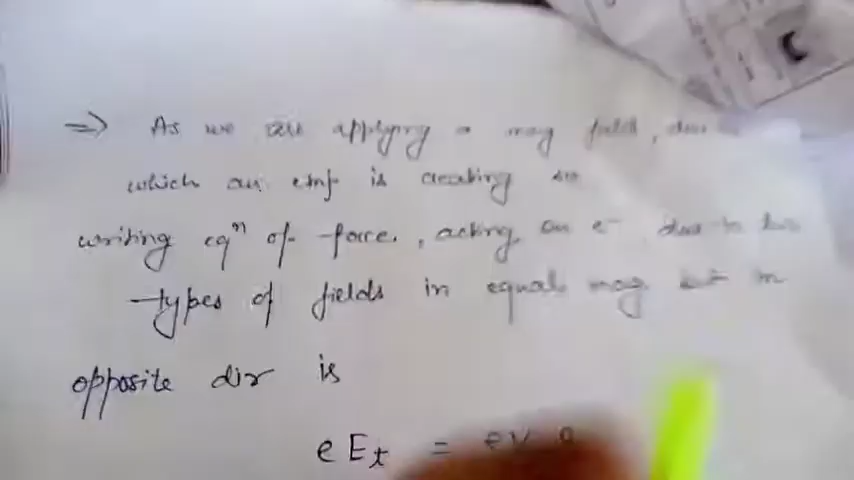 ⇒ As we are applying a mag field, due
which an emf is creating so
writing eqⁿ of force, acting on e⁻ due to two
types of fields in equal mag but in
opposite dir is
e Eₜ = eV B